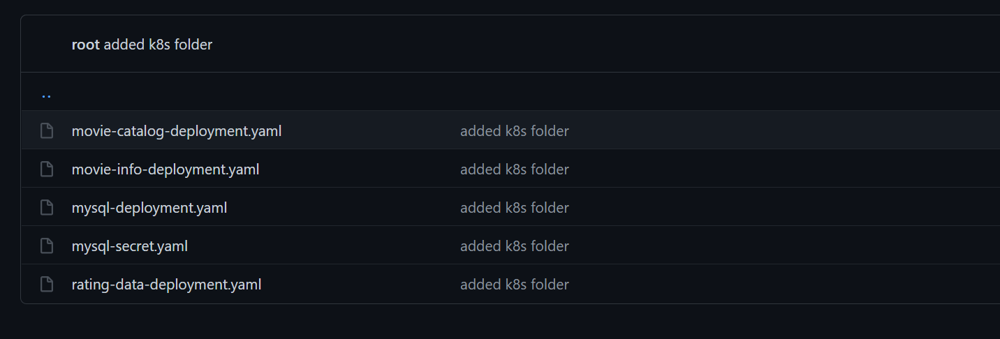 root added k8s folder
..
movie-catalog-deployment.yaml added k8s folder
movie-info-deployment.yaml added k8s folder
mysql-deployment.yaml added k8s folder
mysql-secret.yaml added k8s folder
rating-data-deployment.yaml added k8s folder